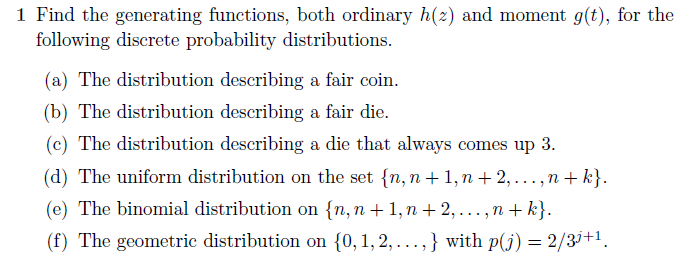 1 Find the generating functions, both ordinary h(z) and moment g(t), for the
following discrete probability distributions.
(a) The distribution describing a fair coin.
(b) The distribution describing a fair die.
(c) The distribution describing a die that always comes up 3.
(d) The uniform distribution on the set {n, n + 1, n + 2, . . . , n + k}.
(e) The binomial distribution on {n, n + 1, n + 2, . . . , n + k}.
(f) The geometric distribution on {0, 1, 2, . . . , } with p(j) = 2/3^{j+1}.